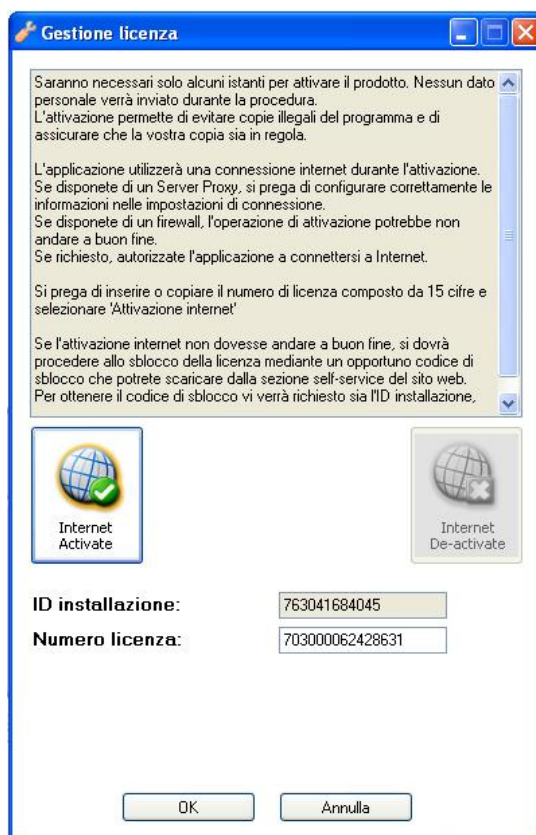 Gestione licenza
Saranno necessari solo alcuni istanti per attivare il prodotto. Nessun dato
personale verrà inviato durante la procedura.
L'attivazione permette di evitare copie illegali del programma e di
assicurare che la vostra copia sia in regola.
L'applicazione utilizzerà una connessione internet durante l'attivazione.
Se disponete di un Server Proxy, si prega di configurare correttamente le
informazioni nelle impostazioni di connessione.
Se disponete di un firewall, l'operazione di attivazione potrebbe non
andare a buon fine.
Se richiesto, autorizzate l'applicazione a connettersi a Internet.
Si prega di inserire o copiare il numero di licenza composto da 15 cifre e
selezionare 'Attivazione internet'
Se l'attivazione internet non dovesse andare a buon fine, si dovrà
procedere allo sblocco della licenza mediante un opportuno codice di
sblocco che potrete scaricare dalla sezione self-service del sito web.
Per ottenere il codice di sblocco vi verrà richiesto sia l'ID installazione,
Internet
Activate
Internet
De-activate
ID installazione: 763041684045
Numero licenza: 703000062428631
OK Annulla